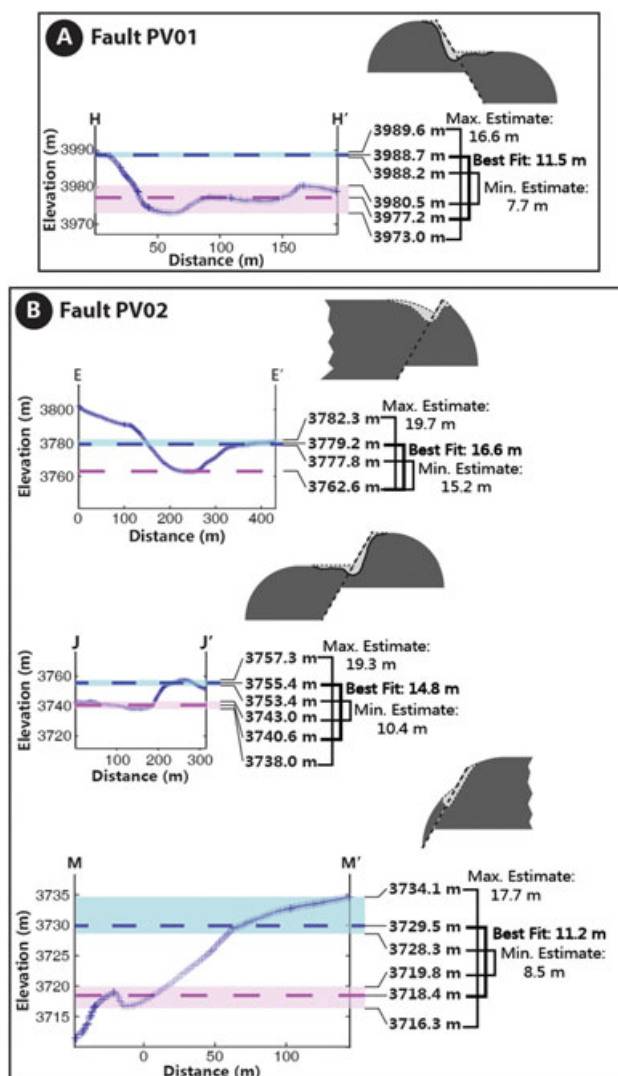 A Fault PV01
H H′
Elevation (m)
3990
3980
3970
50 100 150
Distance (m)
3989.6 m
3988.7 m
3988.2 m
3980.5 m
3977.2 m
3973.0 m
Max. Estimate:
16.6 m
Best Fit: 11.5 m
Min. Estimate:
7.7 m
B Fault PV02
E E′
Elevation (m)
3800
3780
3760
0 100 200 300 400
Distance (m)
3782.3 m
3779.2 m
3777.8 m
3762.6 m
Max. Estimate:
19.7 m
Best Fit: 16.6 m
Min. Estimate:
15.2 m
J J′
Elevation (m)
3760
3740
3720
100 200 300
Distance (m)
3757.3 m
3755.4 m
3753.4 m
3743.0 m
3740.6 m
3738.0 m
Max. Estimate:
19.3 m
Best Fit: 14.8 m
Min. Estimate:
10.4 m
M M′
Elevation (m)
3735
3730
3725
3720
3715
0 100
Distance (m)
3734.1 m
3729.5 m
3728.3 m
3719.8 m
3718.4 m
3716.3 m
Max. Estimate:
17.7 m
Best Fit: 11.2 m
Min. Estimate:
8.5 m